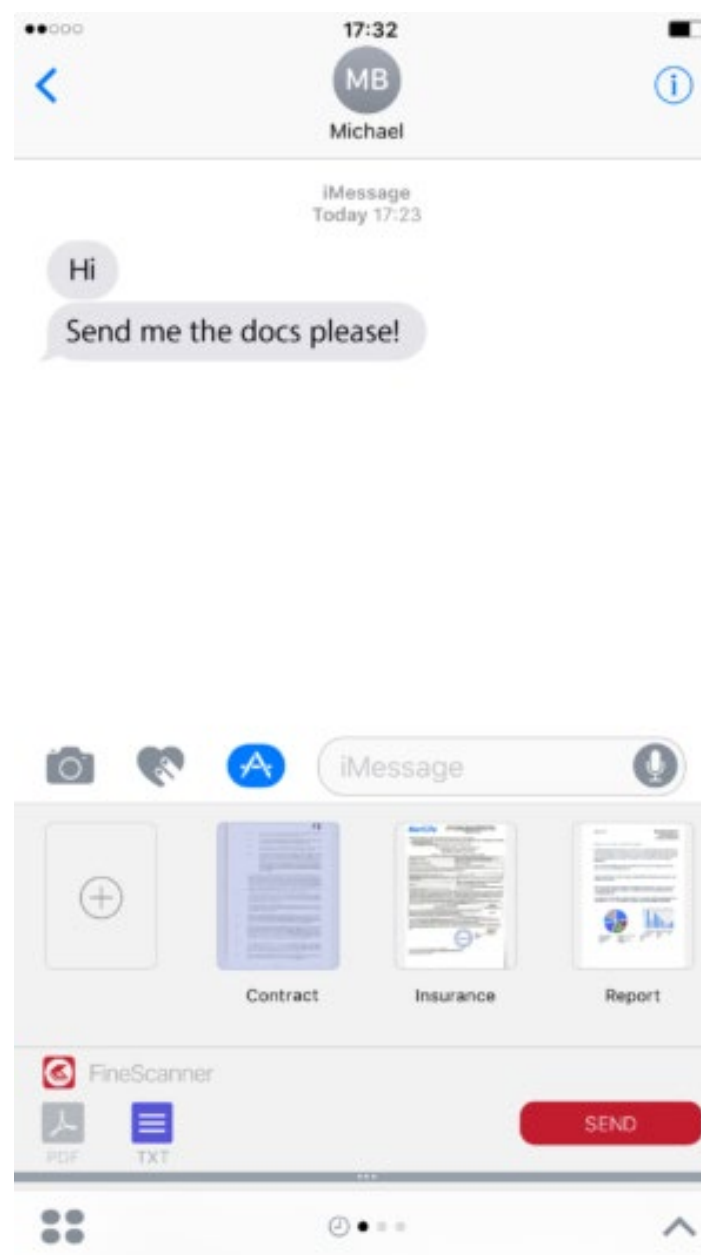 17:32
MB
Michael
iMessage
Today 17:23
Hi
Send me the docs please!
iMessage
Contract
Insurance
Report
FineScanner
SEND
PDF
TXT